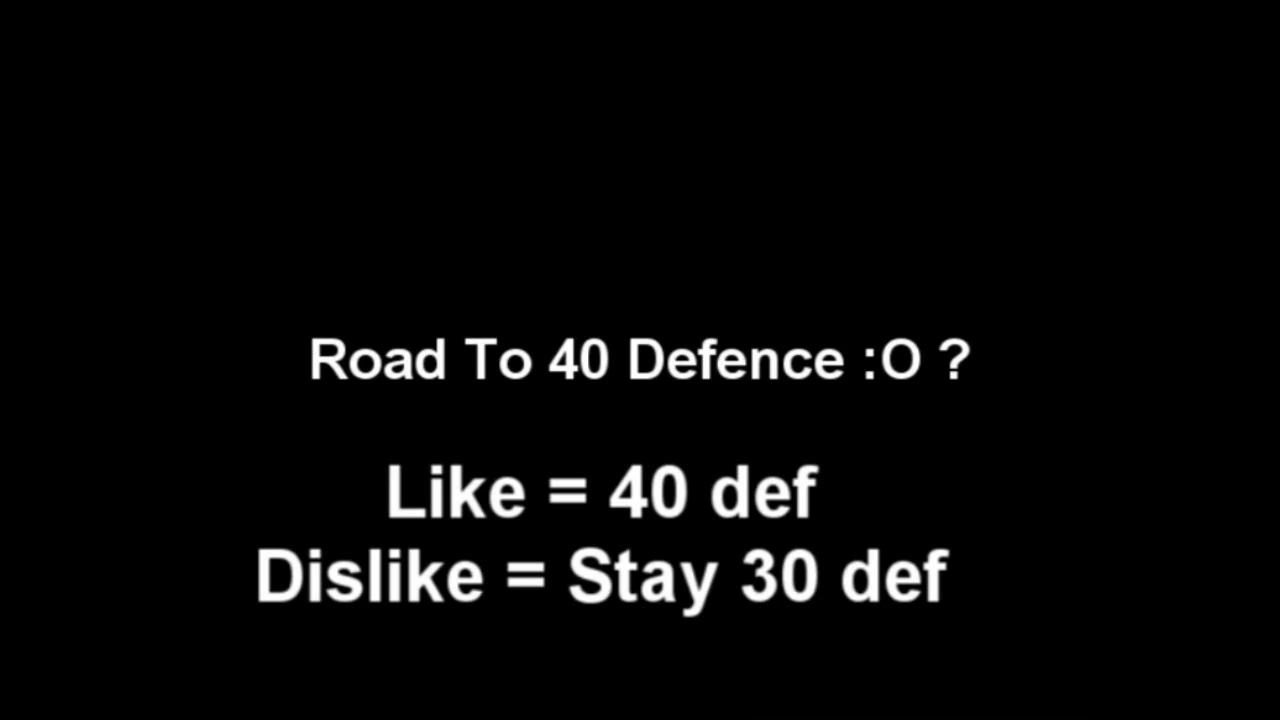 Road To 40 Defence :O ?
Like = 40 def
Dislike = Stay 30 def